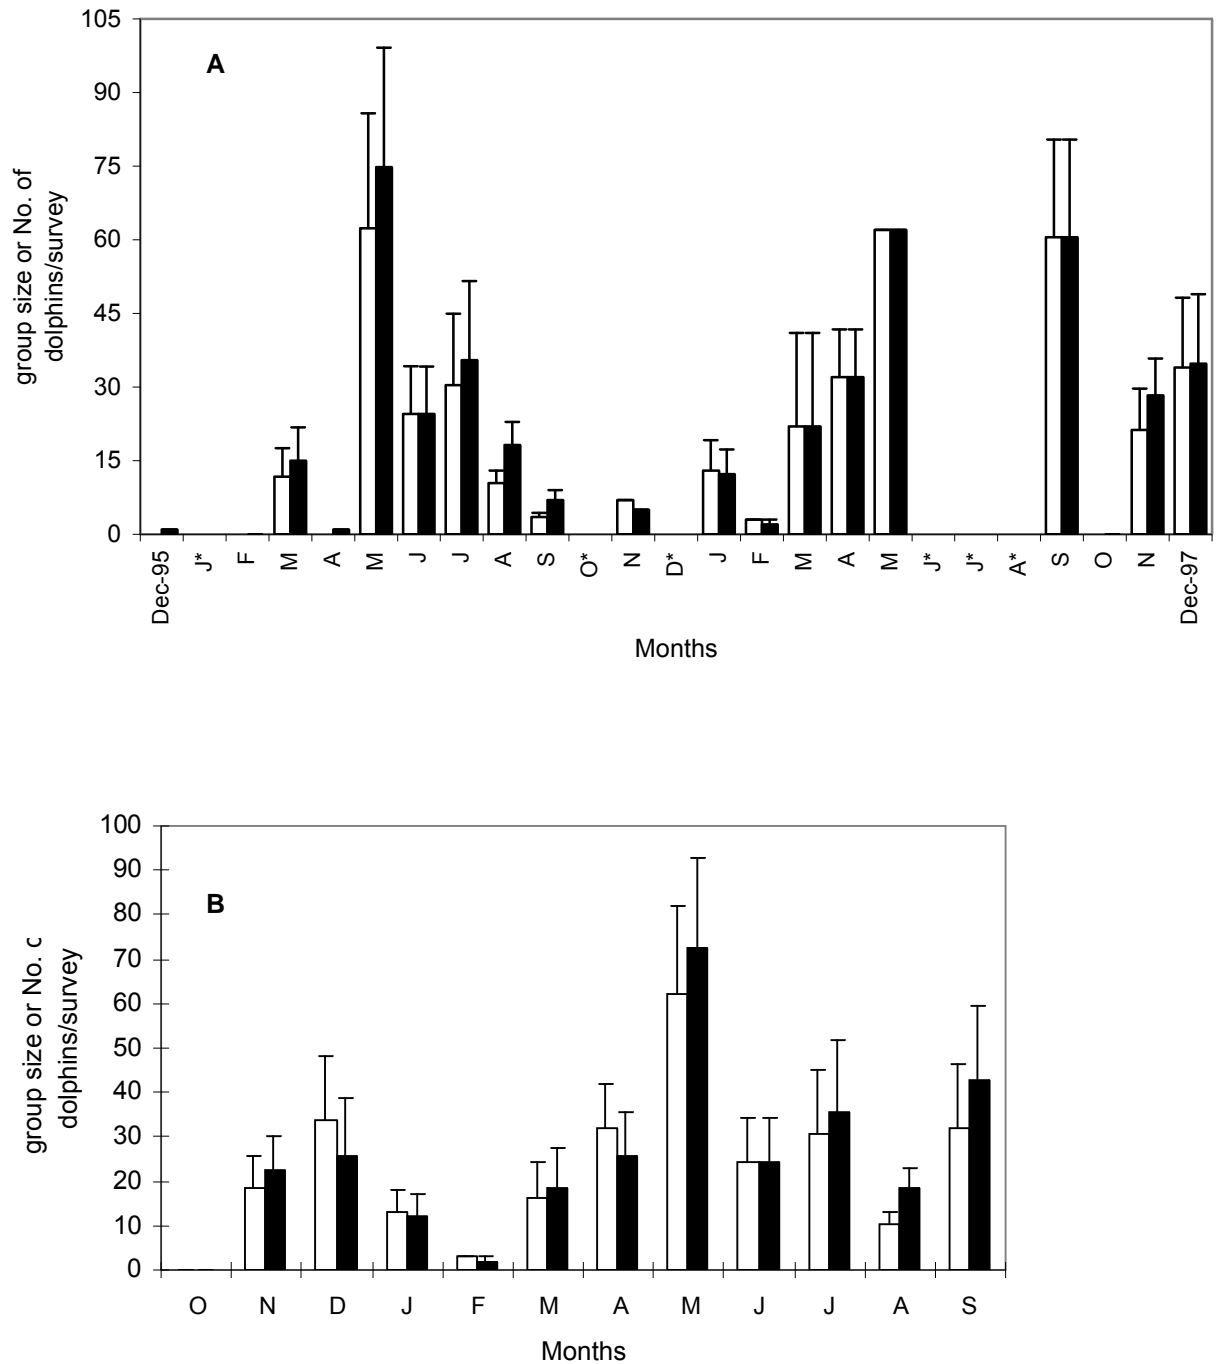 105
90
75
60
45
30
15
0
A
group size or No. of
dolphins/survey
Dec-95 J* F M A M J J A S O* N D* J F M A M J* J* A* S O N Dec-97
Months
100
90
80
70
60
50
40
30
20
10
0
B
group size or No. c
dolphins/survey
O N D J F M A M J J A S
Months